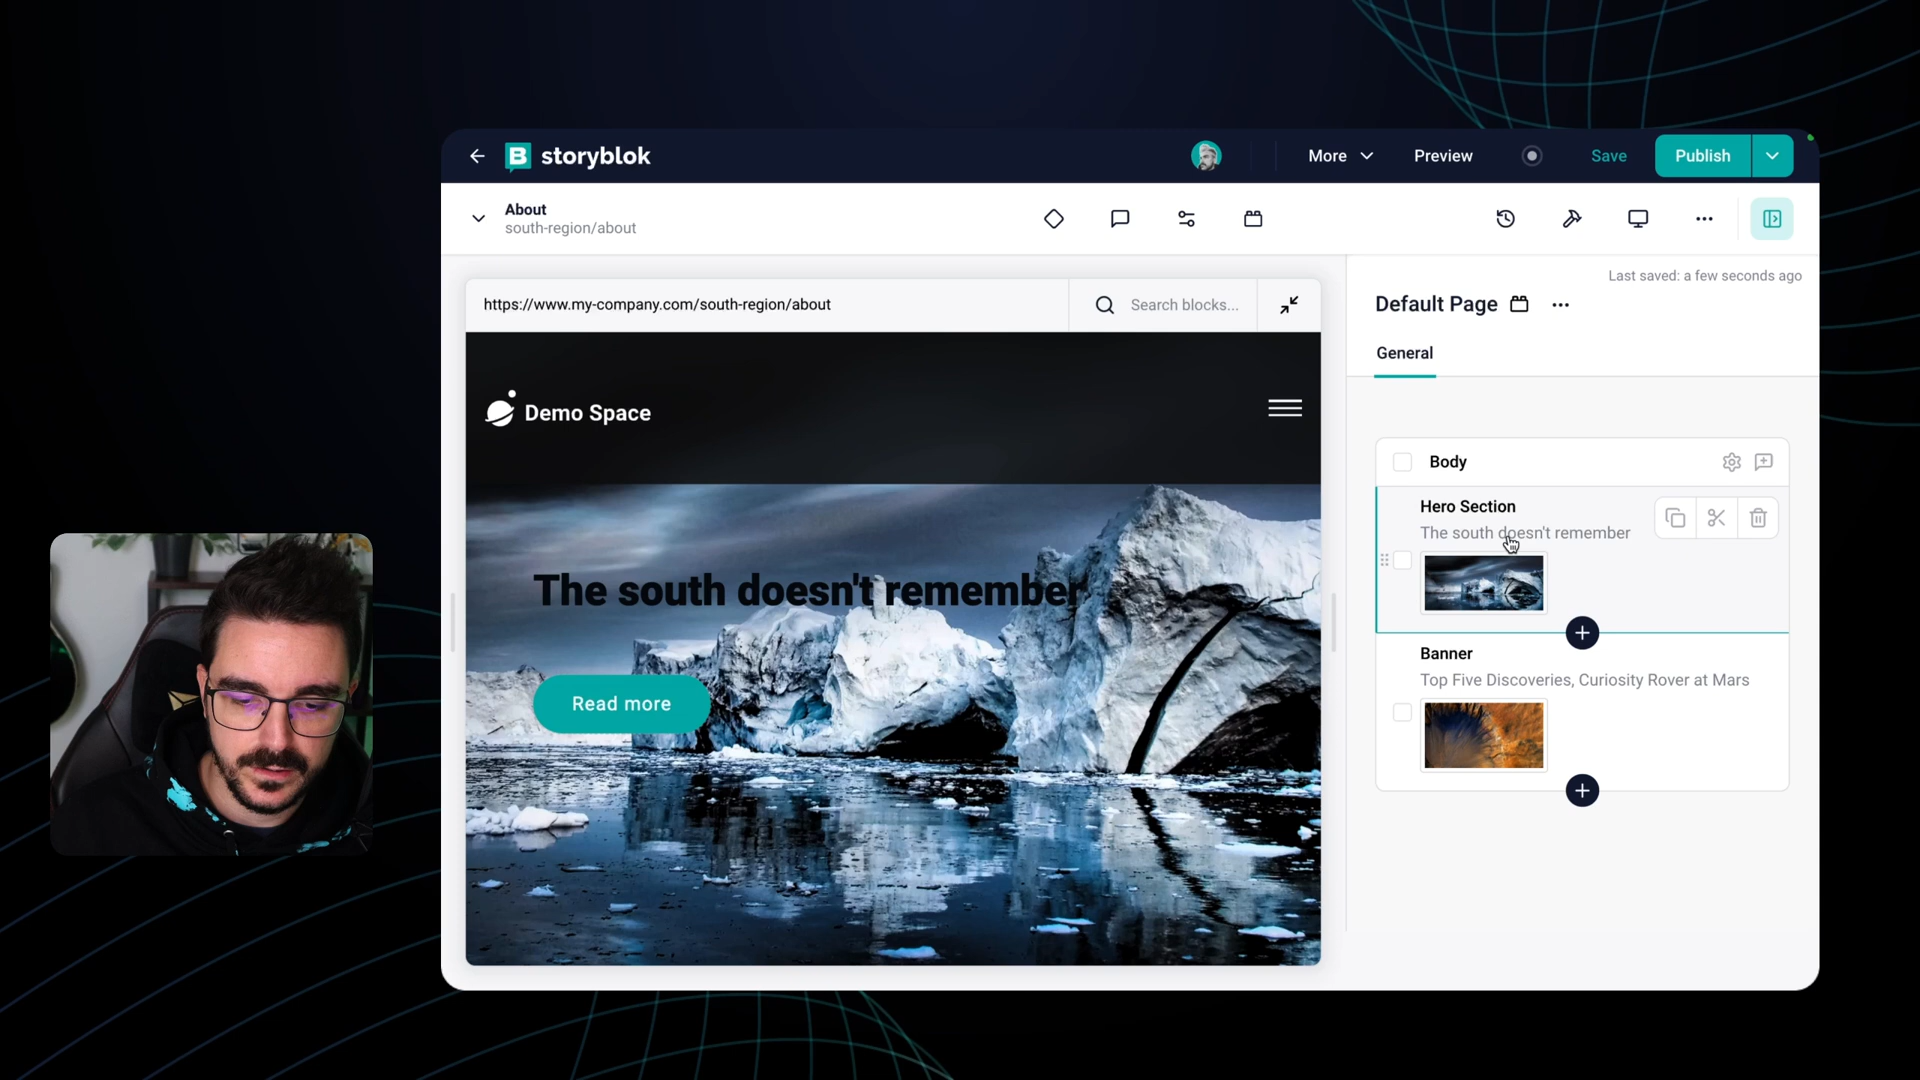 storyblok
More
Preview
Save
Publish
About
south-region/about
Last saved: a few seconds ago
https://www.my-company.com/south-region/about
Search blocks...
Default Page
General
Demo Space
Body
Hero Section
The south doesn't remember
The south doesn't remember
Read more
Banner
Top Five Discoveries, Curiosity Rover at Mars